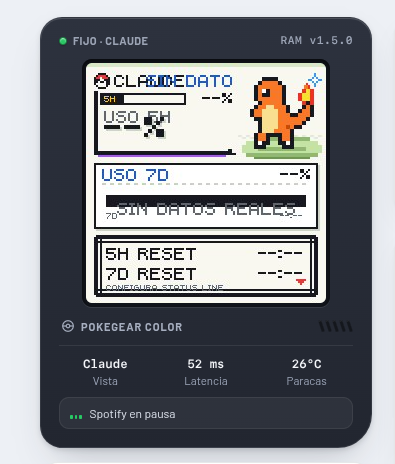 FIJO · CLAUDE
RAM v1.5.0
CLAUDE SIN DATO
5H
--%
USO 5H
--%
USO 7D
--%
SIN DATOS REALES
7D
--:--
5H RESET --:--
7D RESET --:--
CONFIGURA STATUS LINE
POKEGEAR COLOR
Claude
52 ms
26°C
Vista
Latencia
Paracas
Spotify en pausa